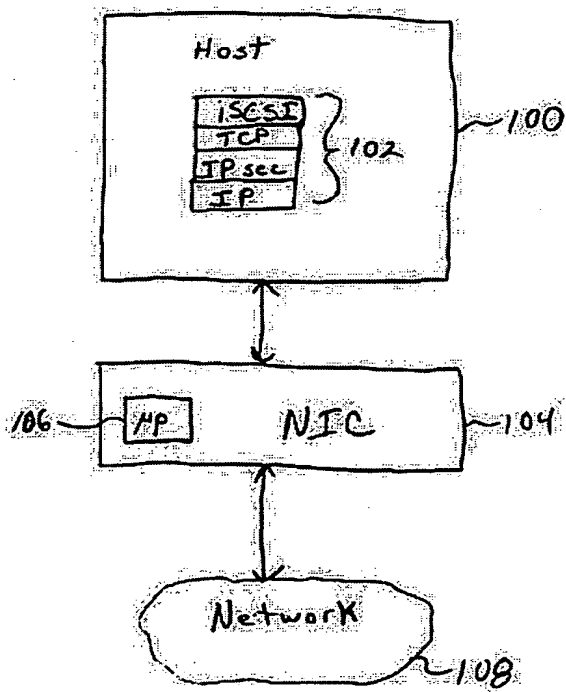 Host
iSCSI
TCP
IPsec
IP
102
100
106
μP
NIC
104
Network
108